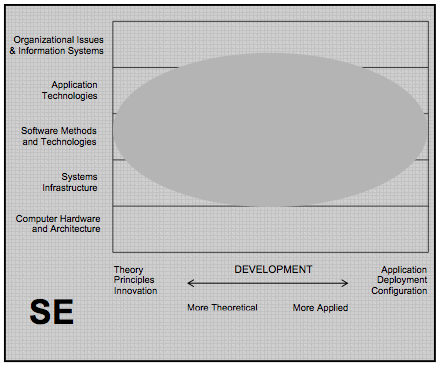 Organizational Issues
& Information Systems
Application
Technologies
Software Methods
and Technologies
Systems
Infrastructure
Computer Hardware
and Architecture
Theory
Principles
Innovation
DEVELOPMENT
Application
Deployment
Configuration
More Theoretical
More Applied
SE